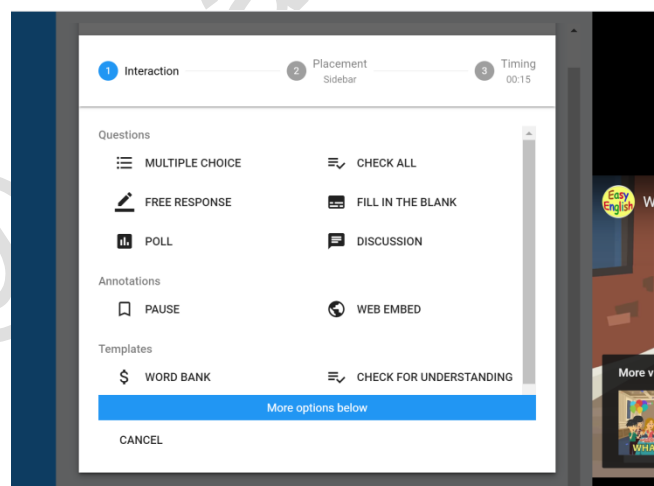 1 Interaction
2 Placement
Sidebar
3 Timing
00:15
Questions
MULTIPLE CHOICE
CHECK ALL
FREE RESPONSE
FILL IN THE BLANK
POLL
DISCUSSION
Annotations
PAUSE
WEB EMBED
Templates
$ WORD BANK
CHECK FOR UNDERSTANDING
More options below
CANCEL
Easy
English
W
More v
WHA